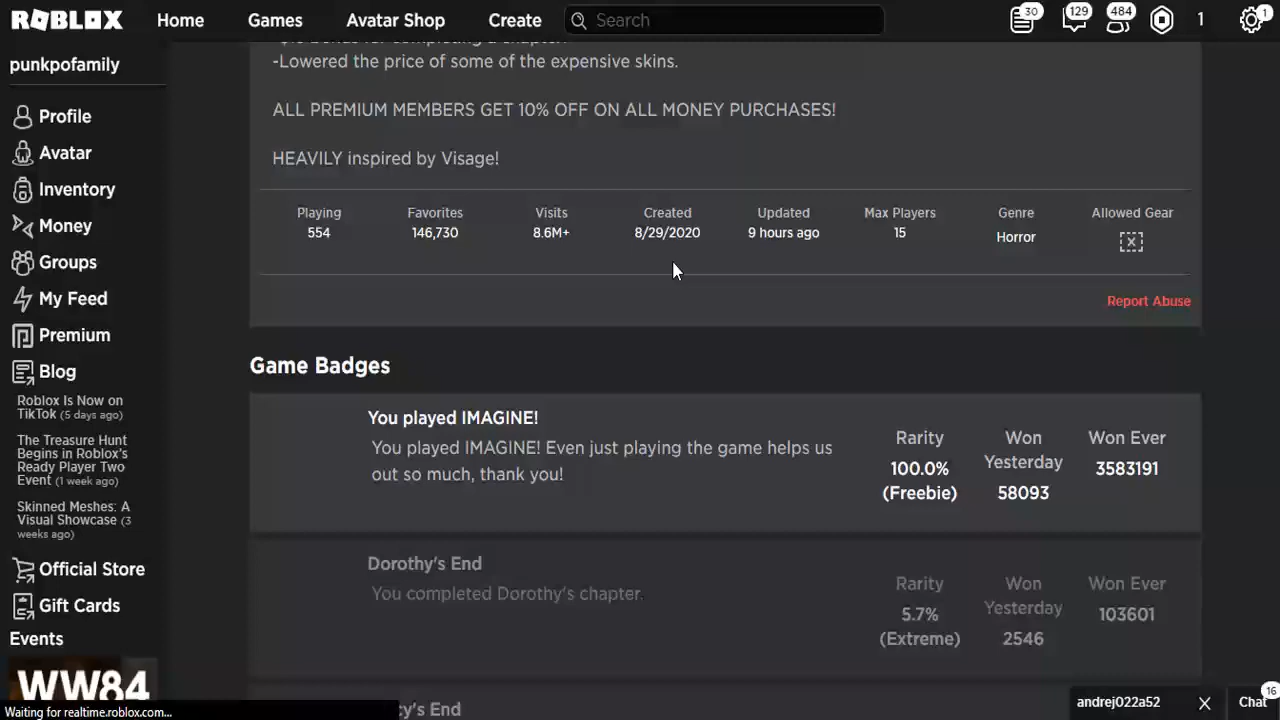 ROBLOX Home Games Avatar Shop Create Search 30 129 484 1 1
punkpofamily
Profile
Avatar
Inventory
Money
Groups
My Feed
Premium
Blog
Roblox Is Now on
TikTok (5 days ago)
The Treasure Hunt
Begins in Roblox's
Ready Player Two
Event (1 week ago)
Skinned Meshes: A
Visual Showcase (3
weeks ago)
Official Store
Gift Cards
Events
WW84
Waiting for realtime.roblox.com...
-Lowered the price of some of the expensive skins.
ALL PREMIUM MEMBERS GET 10% OFF ON ALL MONEY PURCHASES!
HEAVILY inspired by Visage!
Playing Favorites Visits Created Updated Max Players Genre Allowed Gear
554 146,730 8.6M+ 8/29/2020 9 hours ago 15 Horror
Report Abuse
Game Badges
You played IMAGINE!
You played IMAGINE! Even just playing the game helps us
out so much, thank you!
Rarity
100.0%
(Freebie)
Won
Yesterday
58093
Won Ever
3583191
Dorothy's End
You completed Dorothy's chapter.
Rarity
5.7%
(Extreme)
Won
Yesterday
2546
Won Ever
103601
End
andrej022a52
Chat 16